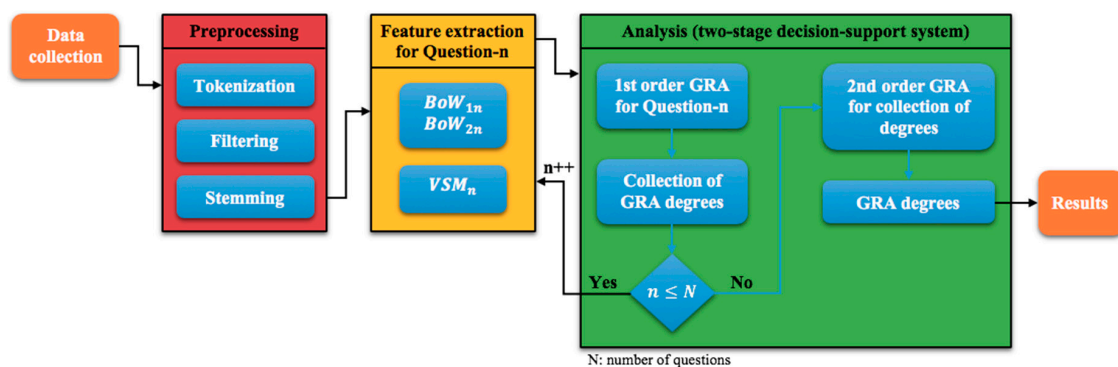 Data
collection
Preprocessing
Tokenization
Filtering
Stemming
Feature extraction
for Question-n
BoW₁ₙ
BoW₂ₙ
VSMₙ
n++
Analysis (two-stage decision-support system)
1st order GRA
for Question-n
Collection of
GRA degrees
Yes
n ≤ N
No
2nd order GRA
for collection of
degrees
GRA degrees
Results
N: number of questions